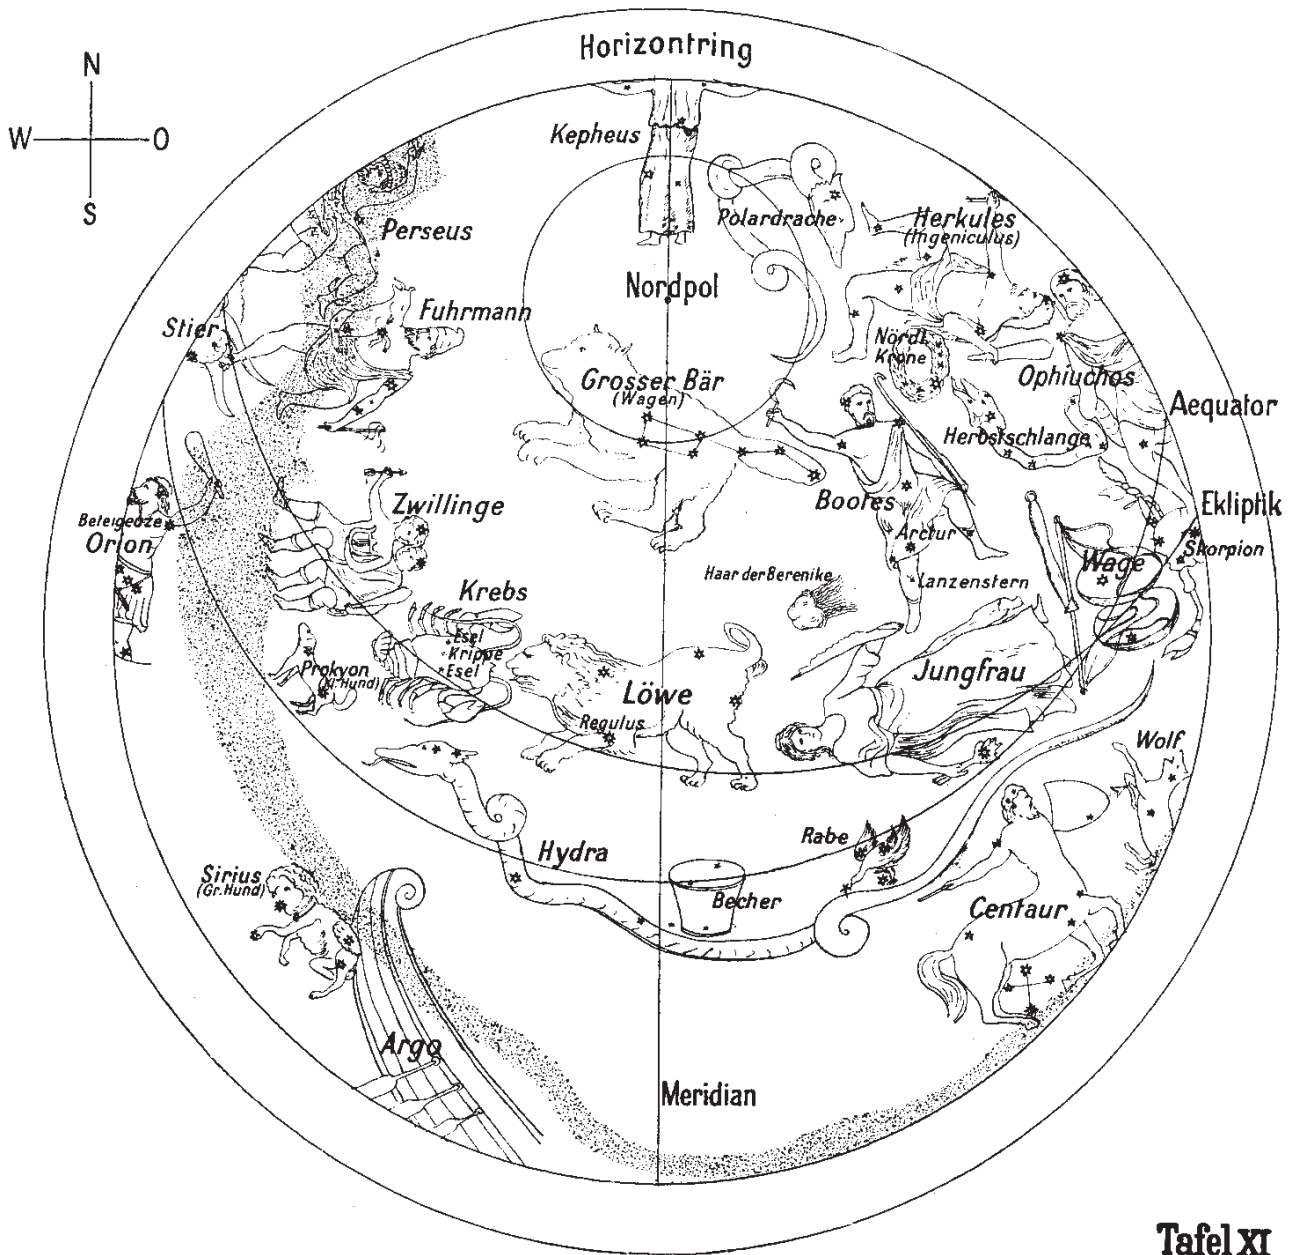 Horizontring
N
W O
S
Kepheus
Perseus
Polardrache
Herkules
(Ingeniculus)
Nordpol
Stier
Fuhrmann
Nördl.
Krone
Ophiuchos
Grosser Bär
(Wagen)
Aequator
Herbstschlange
Zwillinge
Bootes
Ekliptik
Beteigeuze
Orion
Arctur
Skorpion
Wage
Haar der Berenike
Lanzenstern
Krebs
Esel
Krippe
Esel
Prokyon
(Kl. Hund)
Löwe
Jungfrau
Regulus
Wolf
Rabe
Hydra
Sirius
(Gr. Hund)
Becher
Centaur
Argo
Meridian
Tafel XI